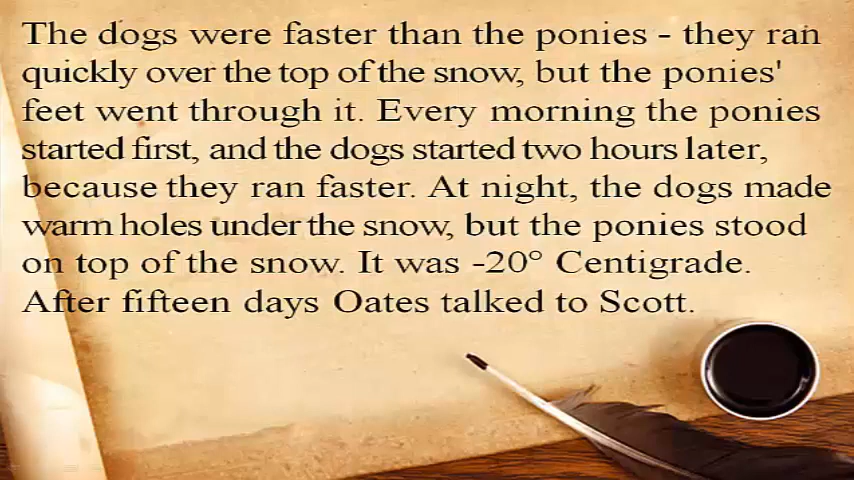 The dogs were faster than the ponies - they ran
quickly over the top of the snow, but the ponies'
feet went through it. Every morning the ponies
started first, and the dogs started two hours later,
because they ran faster. At night, the dogs made
warm holes under the snow, but the ponies stood
on top of the snow. It was -20° Centigrade.
After fifteen days Oates talked to Scott.